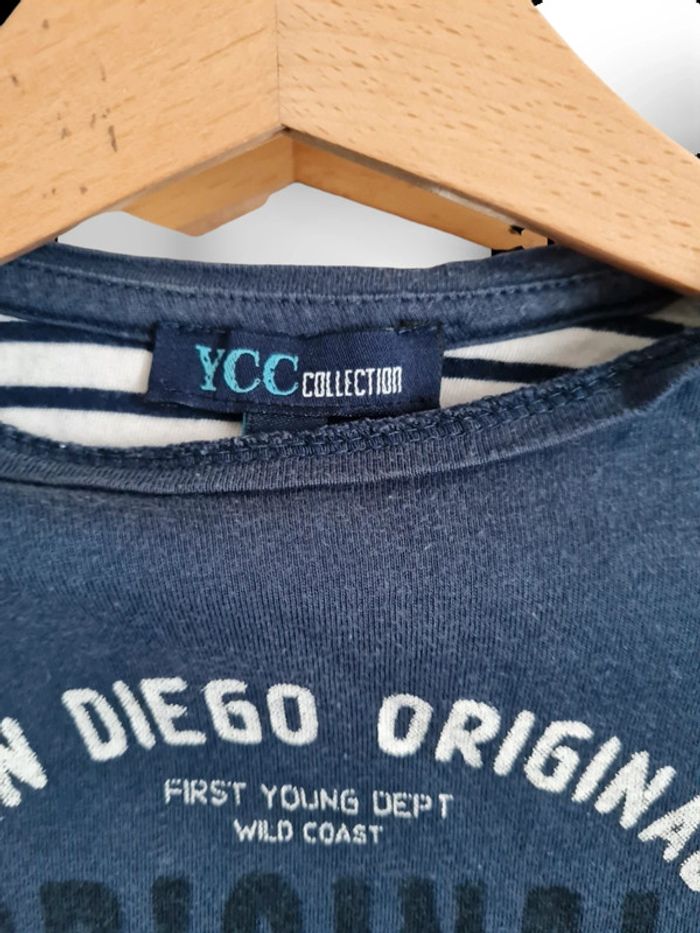 YCC COLLECTION
N DIEGO ORIGINA
FIRST YOUNG DEPT
WILD COAST